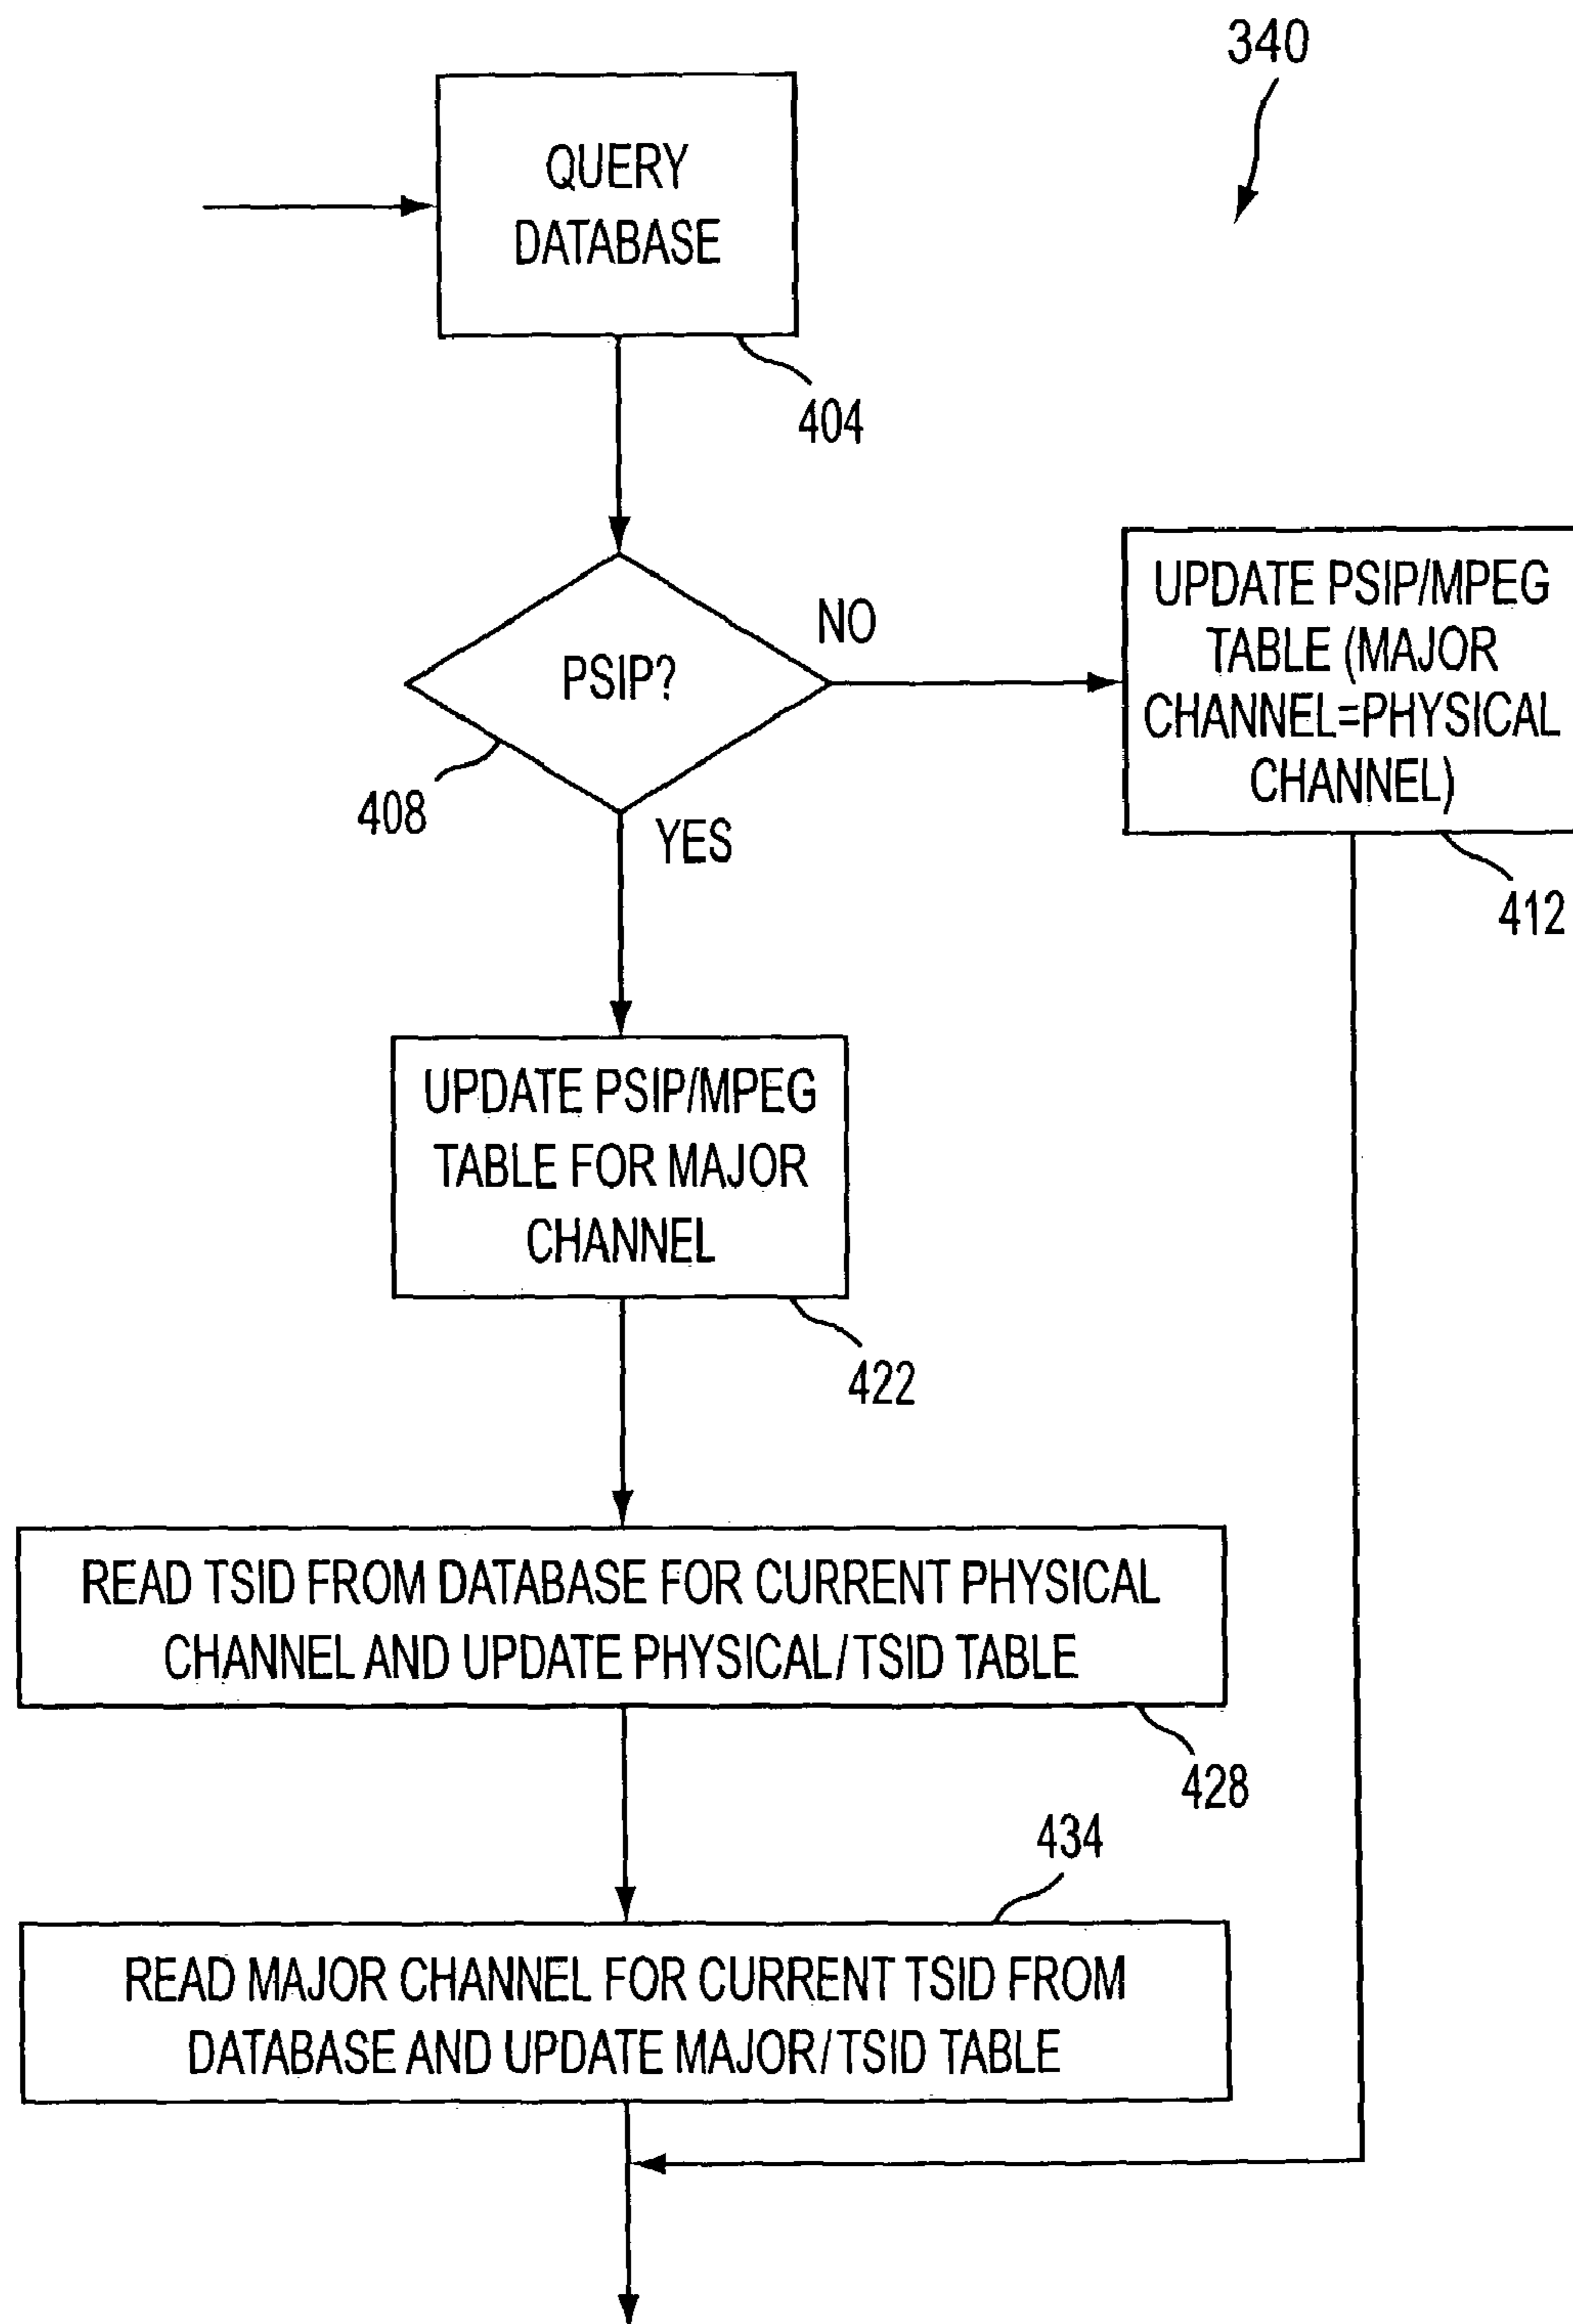 340
QUERY
DATABASE
404
PSIP?
NO
408
YES
UPDATE PSIP/MPEG
TABLE (MAJOR
CHANNEL=PHYSICAL
CHANNEL)
412
UPDATE PSIP/MPEG
TABLE FOR MAJOR
CHANNEL
422
READ TSID FROM DATABASE FOR CURRENT PHYSICAL
CHANNEL AND UPDATE PHYSICAL/TSID TABLE
428
434
READ MAJOR CHANNEL FOR CURRENT TSID FROM
DATABASE AND UPDATE MAJOR/TSID TABLE